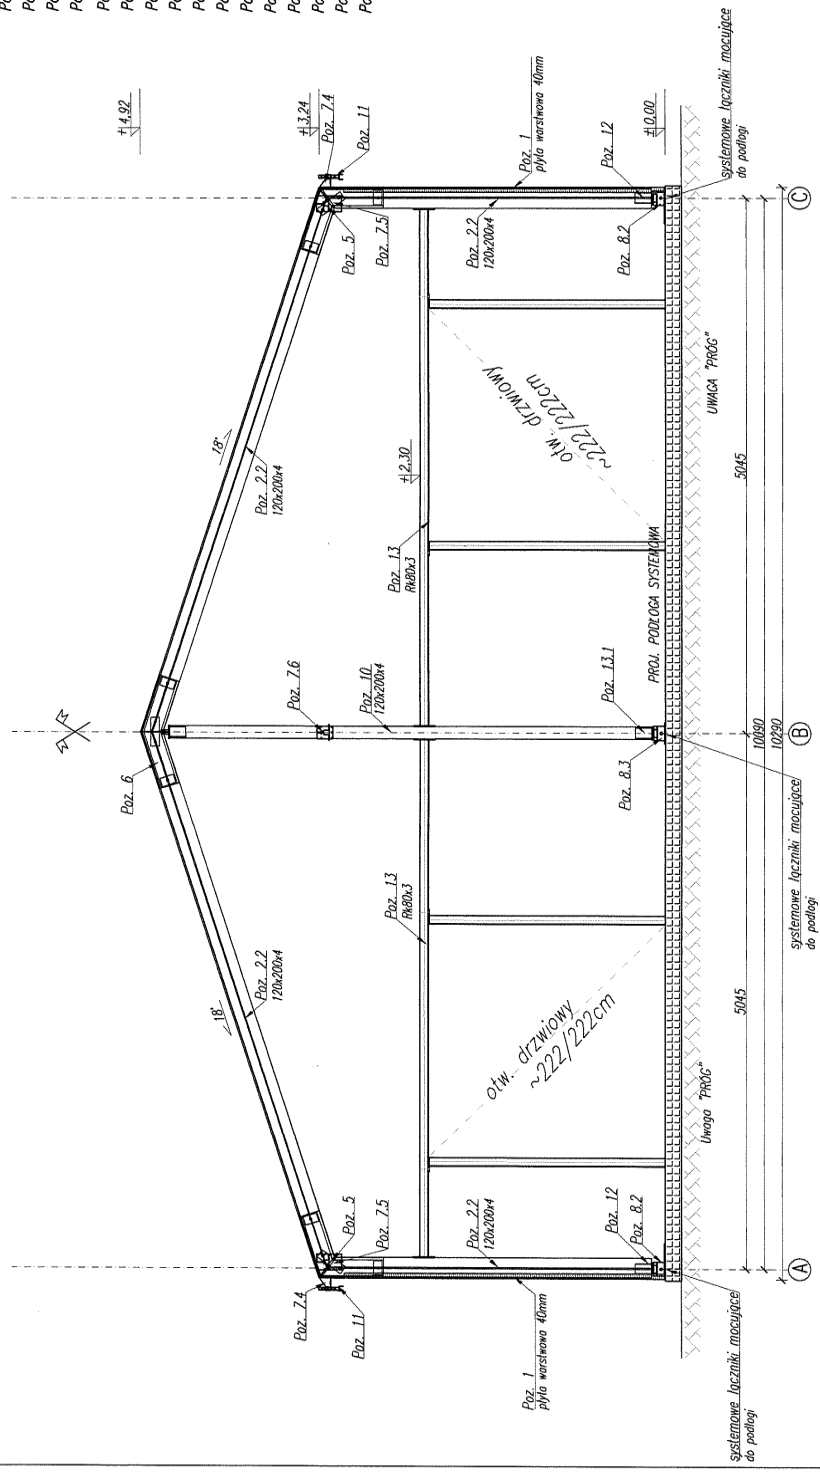 ± 4,92
± 3,24
Poz. 7.4
Poz. 11
Poz. 1
płyta warstwowa 40mm
± 0,00
Poz. 12
systemowe łączniki mocujące
do podłogi
Poz. 5
Poz. 7.5
Poz. 2.2
120x200x4
Poz. 8.2
C
18°
Poz. 2.2
120x200x4
otw. drzwiowy
~222/222cm
UWAGA "PRÓG"
± 2,30
Poz. 13
Rk80x3
PROJ. PODŁOGA SYSTEMOWA
5045
Poz. 7.6
Poz. 10
120x200x4
Poz. 13.1
Poz. 6
Poz. 8.3
10090
10290
B
systemowe łączniki mocujące
do podłogi
Poz. 13
Rk80x3
18°
Poz. 2.2
120x200x4
otw. drzwiowy
~222/222cm
5045
Uwaga "PRÓG"
Poz. 5
Poz. 7.5
Poz. 2.2
120x200x4
Poz. 12
Poz. 8.2
A
Poz. 7.4
Poz. 11
Poz. 1
płyta warstwowa 40mm
systemowe łączniki mocujące
do podłogi